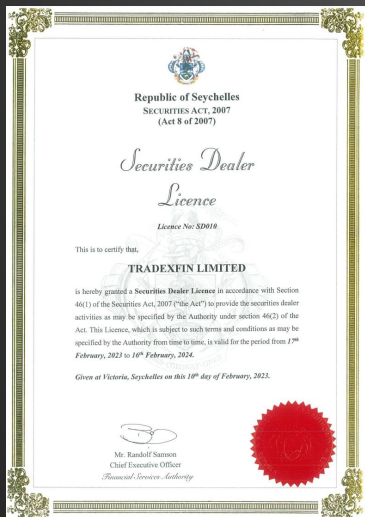 Republic of Seychelles
SECURITIES ACT, 2007
(Act 8 of 2007)
Securities Dealer
Licence
Licence No: SD010
This is to certify that,
TRADEXFIN LIMITED
is hereby granted a Securities Dealer Licence in accordance with Section
46(1) of the Securities Act, 2007 ("the Act") to provide the securities dealer
activities as may be specified by the Authority under section 46(2) of the
Act. This Licence, which is subject to such terms and conditions as may be
specified by the Authority from time to time, is valid for the period from 17th
February, 2023 to 16th February, 2024.
Given at Victoria, Seychelles on this 10th day of February, 2023.
Mr. Randolf Samson
Chief Executive Officer
Financial Services Authority